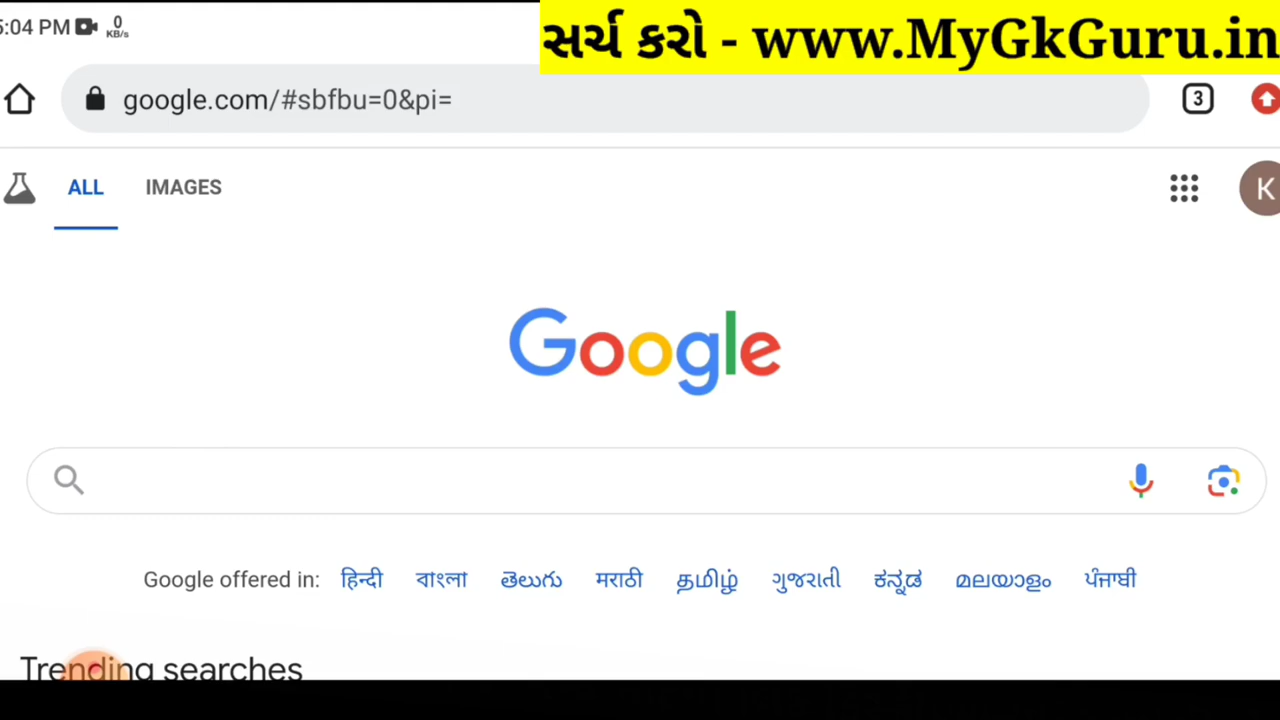 5:04 PM 0 KB/s
સર્ચ કરો - www.MyGkGuru.in
google.com/#sbfbu=0&pi=
3
ALL IMAGES
K
Google
Google offered in: हिन्दी বাংলা తెలుగు मराठी தமிழ் ગુજરાતી ಕನ್ನಡ മലയാളം ਪੰਜਾਬੀ
Trending searches